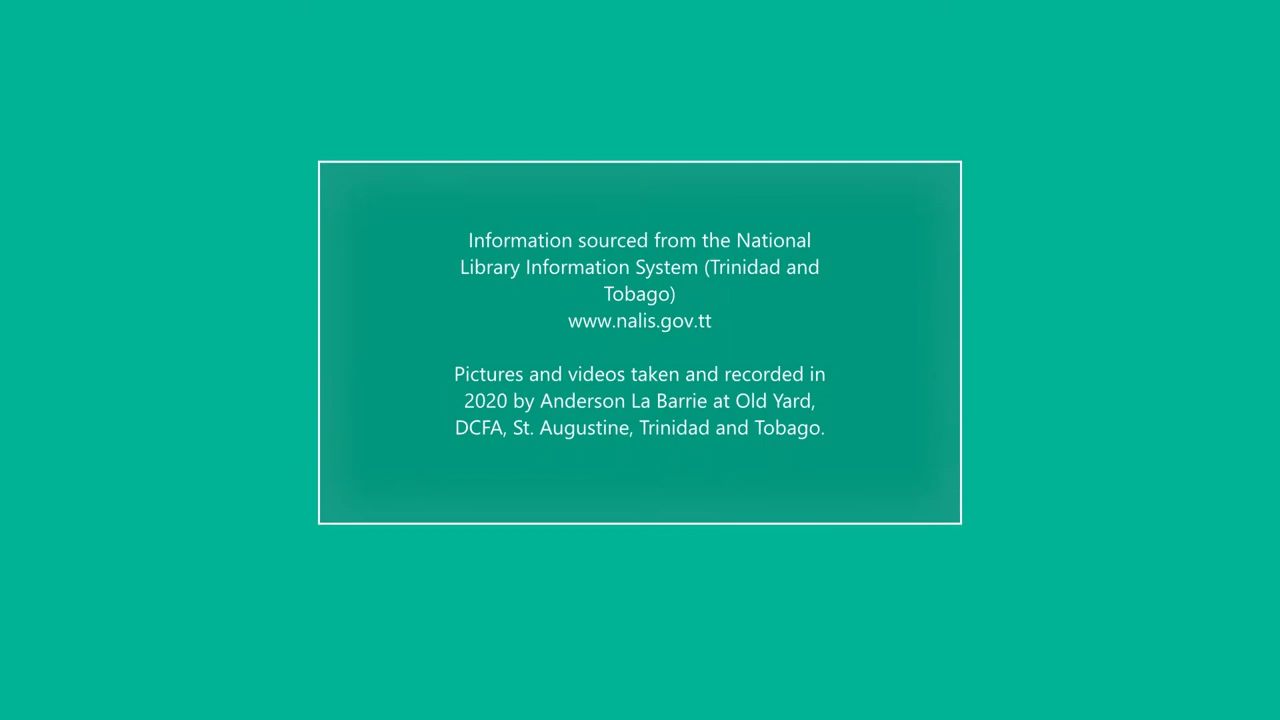 Information sourced from the National
Library Information System (Trinidad and
Tobago)
www.nalis.gov.tt
Pictures and videos taken and recorded in
2020 by Anderson La Barrie at Old Yard,
DCFA, St. Augustine, Trinidad and Tobago.